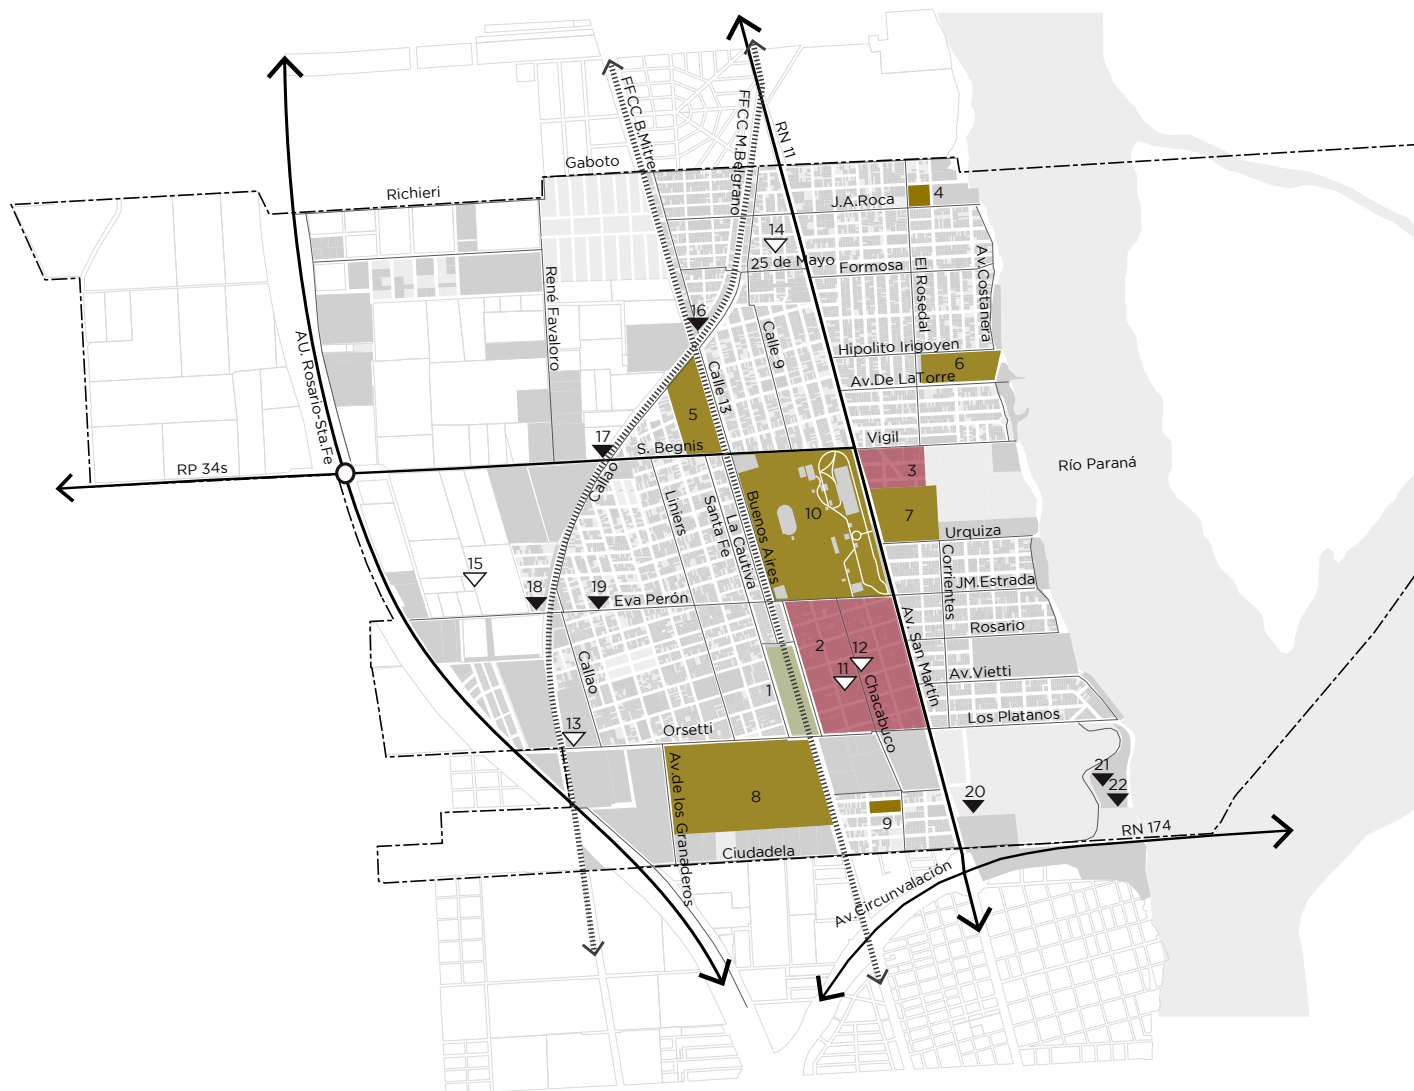 FFCC B.Mitre
FFCC M.Belgrano
RN 11
Gaboto
Richieri
J.A.Roca
4
14
25 de Mayo
Formosa
El Rosedal
Av.Costanera
René Favaloro
16
Calle 9
Hipolito Irigoyen
6
Av.De LaTorre
AU. Rosario-Sta.Fe
Calle 13
5
17
S. Begnis
Vigil
RP 34s
Callao
3
Río Paraná
Liniers
Santa Fe
La Cautiva
Buenos Aires
10
7
Urquiza
Corrientes
15
18
19
Eva Perón
JM.Estrada
Rosario
Av. San Martín
2
12
11
Chacabuco
Callao
1
Av.Vietti
Los Platanos
13
Orsetti
Av.de los Granaderos
8
9
20
21
22
RN 174
Ciudadela
Av.Circunvalación